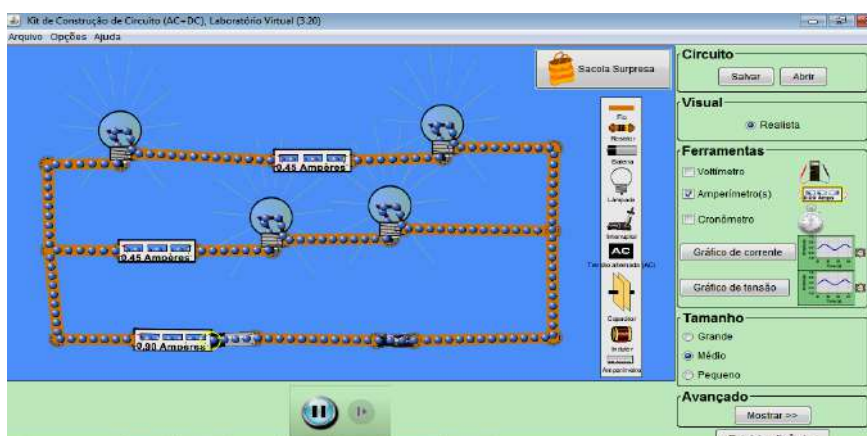 Kit de Construção de Circuito (AC+DC), Laboratório Virtual (3.20)
Arquivo Opções Ajuda
Sacola Surpresa
Circuito
Salvar Abrir
Visual
Realista
Ferramentas
Voltímetro
Amperímetro(s)
Cronômetro
Gráfico de corrente
Gráfico de tensão
Tamanho
Grande
Médio
Pequeno
Avançado
Mostrar >>
Fio
Resistor
Bateria
Lâmpada
Interruptor
AC
Tensão alternada (AC)
Capacitor
Indutor
Amperímetro
0.45 Ampères
0.45 Ampères
0.90 Ampères